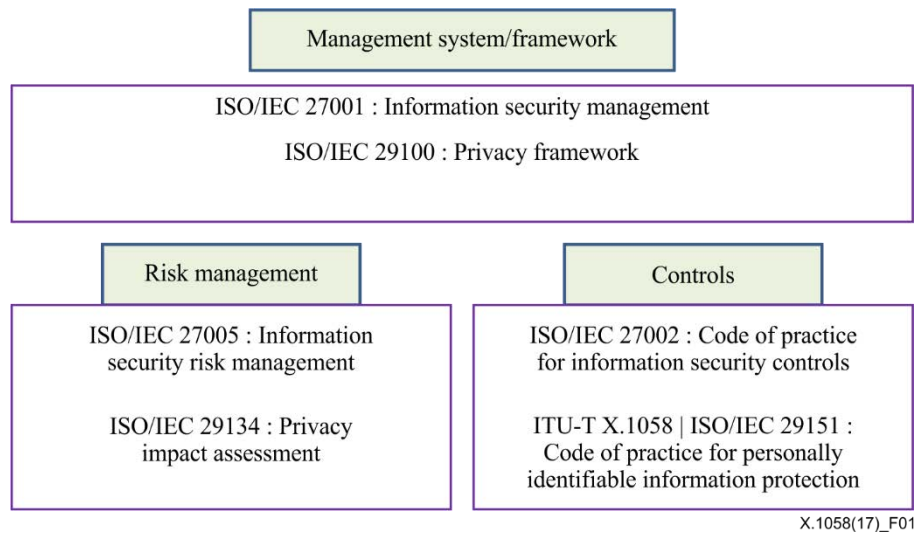 Management system/framework
ISO/IEC 27001 : Information security management
ISO/IEC 29100 : Privacy framework
Risk management
ISO/IEC 27005 : Information
security risk management
ISO/IEC 29134 : Privacy
impact assessment
Controls
ISO/IEC 27002 : Code of practice
for information security controls
ITU-T X.1058 | ISO/IEC 29151 :
Code of practice for personally
identifiable information protection
X.1058(17)_F01